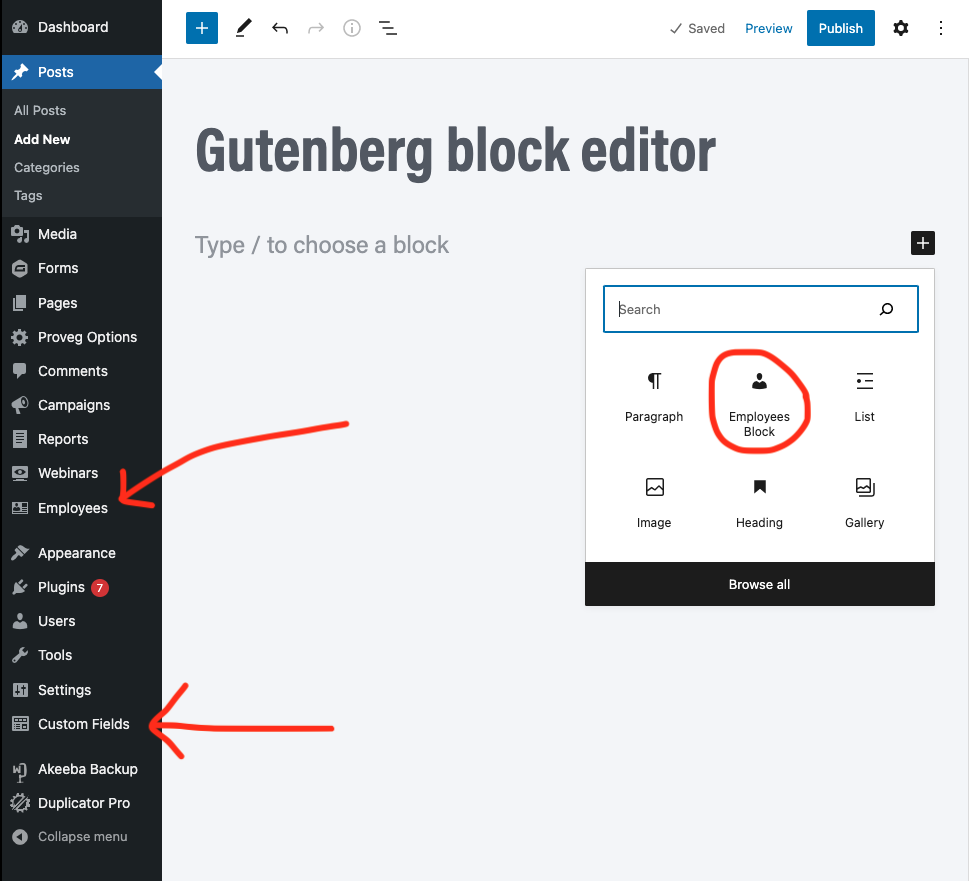 Dashboard
Saved
Preview
Publish
Posts
All Posts
Add New
Categories
Tags
Media
Forms
Pages
Proveg Options
Comments
Campaigns
Reports
Webinars
Employees
Appearance
Plugins 7
Users
Tools
Settings
Custom Fields
Akeeba Backup
Duplicator Pro
Collapse menu
Gutenberg block editor
Type / to choose a block
Search
Paragraph
Employees
Block
List
Image
Heading
Gallery
Browse all